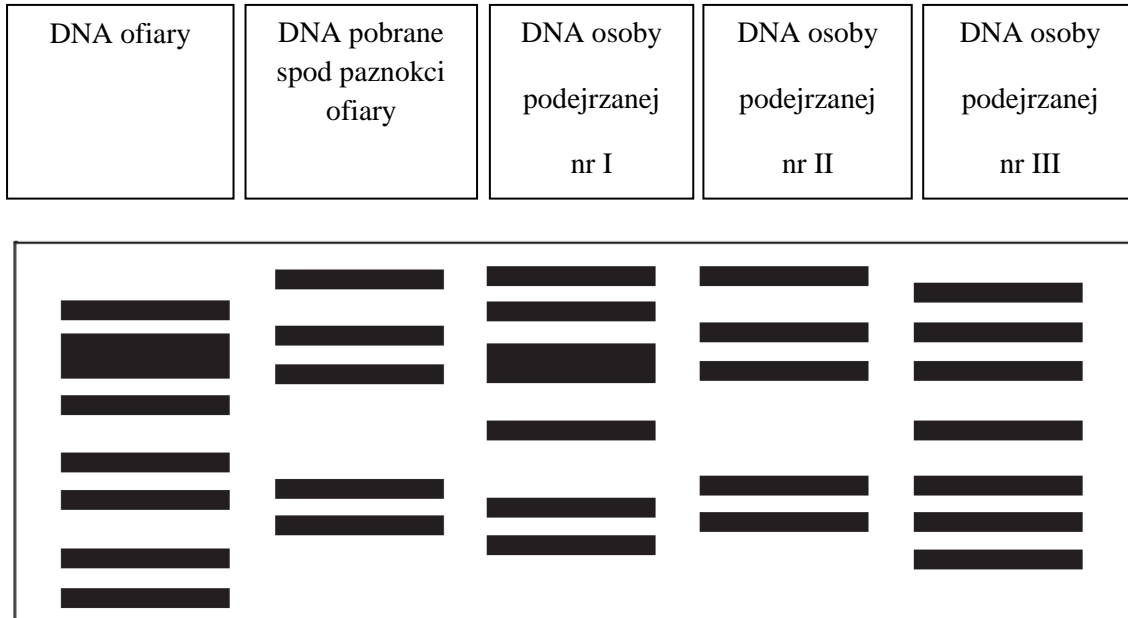 DNA ofiary
DNA pobrane
spod paznokci
ofiary
DNA osoby
podejrzanej
nr I
DNA osoby
podejrzanej
nr II
DNA osoby
podejrzanej
nr III